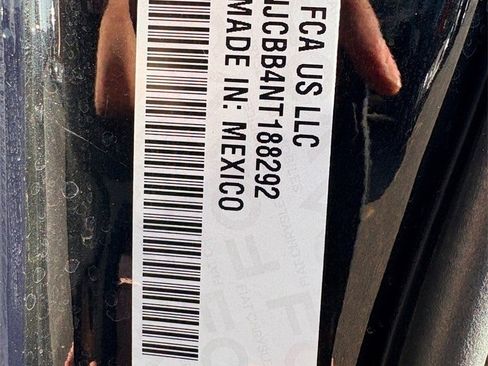 FCA US LLC
JCBB4NT188292
MADE IN: MEXICO